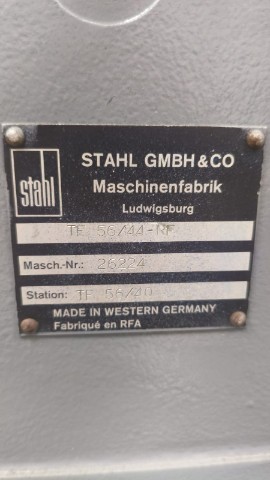 stahl
STAHL GMBH & CO
Maschinenfabrik
Ludwigsburg
TF 56/44-RF
Masch.-Nr.: 26224
Station: TF 56/40
MADE IN WESTERN GERMANY
Fabriqué en RFA